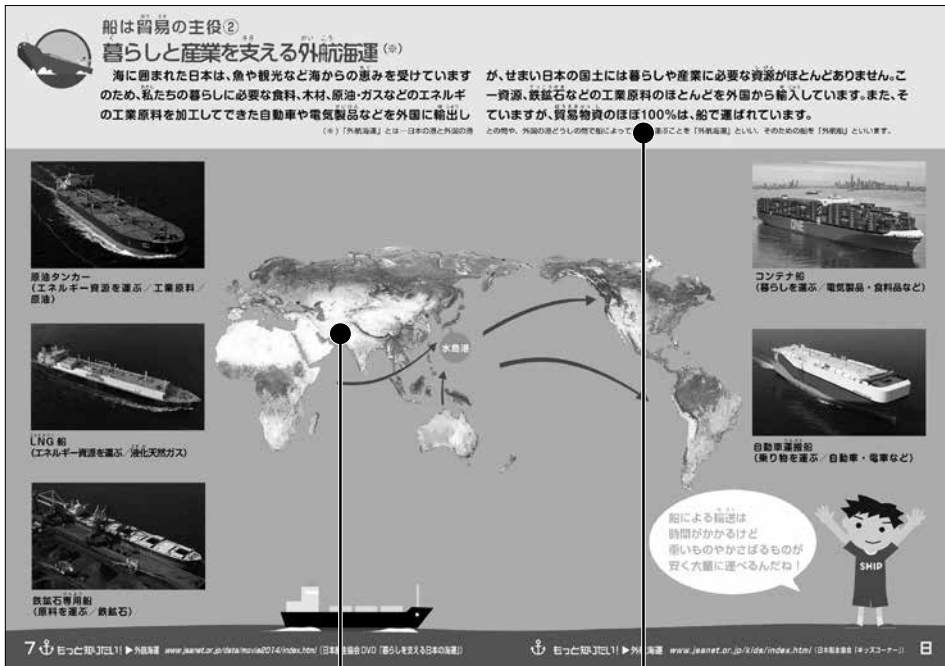 船は貿易の主役②
暮らしと産業を支える外航海運(※)
海に囲まれた日本は、魚や観光など海からの恵みを受けています
のため、私たちの暮らしに必要な食料、木材、原油・ガスなどのエネルギ
の工業原料を加工してできた自動車や電気製品などを外国に輸出し
(※)「外航海運」とは―日本の港と外国の港
が、せまい日本の国土には暮らしや産業に必要な資源がほとんどありません。こ
ー資源、鉄鉱石などの工業原料のほとんどを外国から輸入しています。また、そ
ていますが、貿易物資のほぼ100%は、船で運ばれています。
との間や、外国の港どうしの間で船によって 運ぶことを「外航海運」といい、そのための船を「外航船」といいます。
原油タンカー
(エネルギー資源を運ぶ/工業原料/
原油)
LNG船
(エネルギー資源を運ぶ/液化天然ガス)
鉄鉱石専用船
(原料を運ぶ/鉄鉱石)
水島港
ONE
コンテナ船
(暮らしを運ぶ/電気製品・食料品など)
自動車運搬船
(乗り物を運ぶ/自動車・電車など)
船による輸送は
時間がかかるけど
重いものやかさばるものが
安く大量に運べるんだね!
SHIP
7 もっと知りたい!▶外航海運 www.jsanet.or.jp/data/movie2014/index.html(日本船主協会DVD「暮らしを支える日本の海運」)
もっと知りたい!▶外航海運 www.jsanet.or.jp/kids/index.html(日本船主協会「キッズコーナー」) 8